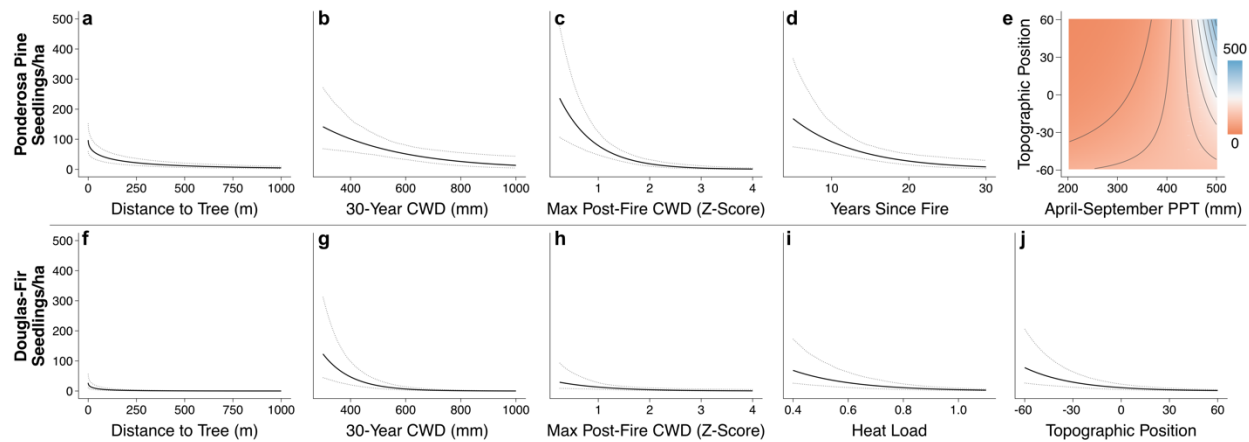 a
b
c
d
e
Ponderosa Pine
Seedlings/ha
500
400
300
200
100
0
0
250
500
750
1000
Distance to Tree (m)
400
600
800
1000
30-Year CWD (mm)
1
2
3
4
Max Post-Fire CWD (Z-Score)
10
20
30
Years Since Fire
Topographic Position
60
30
0
-30
-60
200
300
400
500
April-September PPT (mm)
500
0
f
g
h
i
j
Douglas-Fir
Seedlings/ha
500
400
300
200
100
0
0
250
500
750
1000
Distance to Tree (m)
400
600
800
1000
30-Year CWD (mm)
1
2
3
4
Max Post-Fire CWD (Z-Score)
0.4
0.6
0.8
1.0
Heat Load
-60
-30
0
30
60
Topographic Position